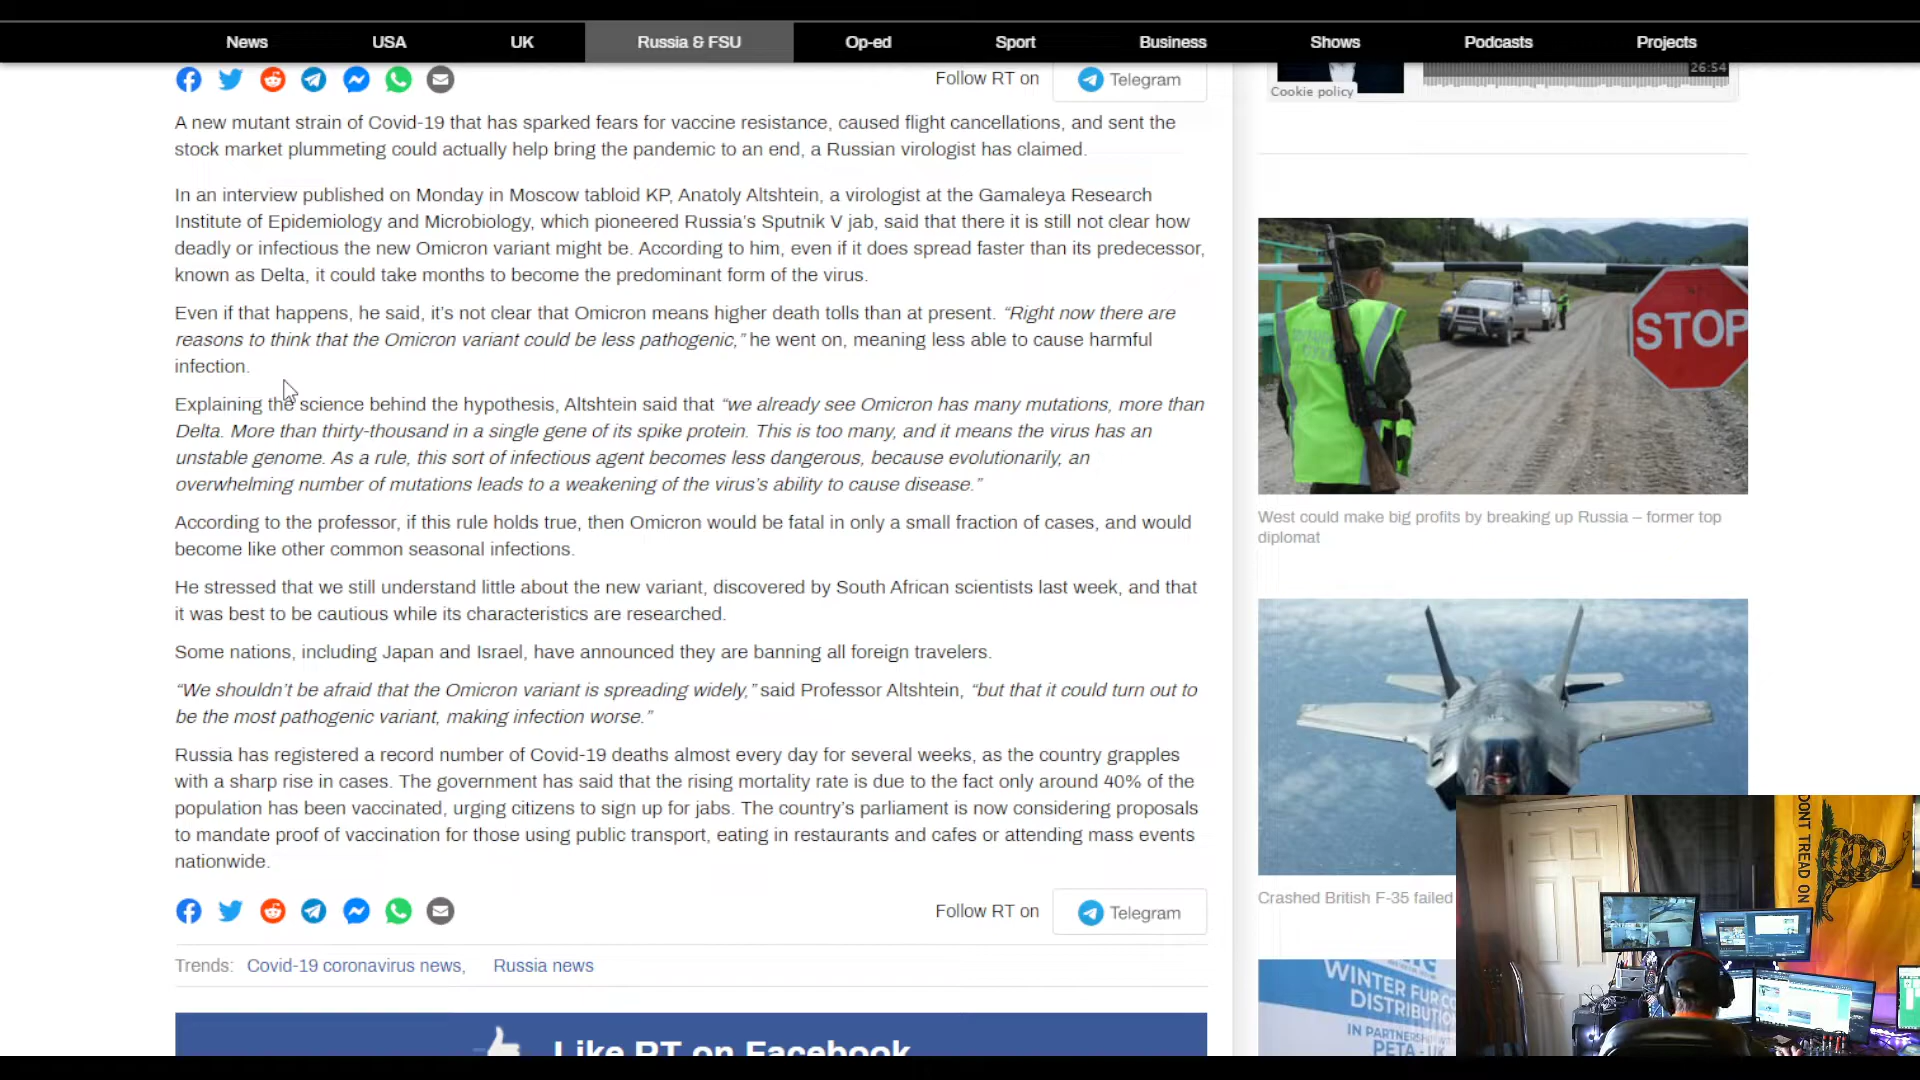 News USA UK Russia & FSU Op-ed Sport Business Shows Podcasts Projects
Follow RT on Telegram
26:54
Cookie policy
A new mutant strain of Covid-19 that has sparked fears for vaccine resistance, caused flight cancellations, and sent the
stock market plummeting could actually help bring the pandemic to an end, a Russian virologist has claimed.
In an interview published on Monday in Moscow tabloid KP, Anatoly Altshtein, a virologist at the Gamaleya Research
Institute of Epidemiology and Microbiology, which pioneered Russia's Sputnik V jab, said that there it is still not clear how
deadly or infectious the new Omicron variant might be. According to him, even if it does spread faster than its predecessor,
known as Delta, it could take months to become the predominant form of the virus.
Even if that happens, he said, it's not clear that Omicron means higher death tolls than at present. “Right now there are
reasons to think that the Omicron variant could be less pathogenic,” he went on, meaning less able to cause harmful
infection.
Explaining the science behind the hypothesis, Altshtein said that “we already see Omicron has many mutations, more than
Delta. More than thirty-thousand in a single gene of its spike protein. This is too many, and it means the virus has an
unstable genome. As a rule, this sort of infectious agent becomes less dangerous, because evolutionarily, an
overwhelming number of mutations leads to a weakening of the virus's ability to cause disease.”
According to the professor, if this rule holds true, then Omicron would be fatal in only a small fraction of cases, and would
become like other common seasonal infections.
He stressed that we still understand little about the new variant, discovered by South African scientists last week, and that
it was best to be cautious while its characteristics are researched.
Some nations, including Japan and Israel, have announced they are banning all foreign travelers.
“We shouldn't be afraid that the Omicron variant is spreading widely,” said Professor Altshtein, “but that it could turn out to
be the most pathogenic variant, making infection worse.”
Russia has registered a record number of Covid-19 deaths almost every day for several weeks, as the country grapples
with a sharp rise in cases. The government has said that the rising mortality rate is due to the fact only around 40% of the
population has been vaccinated, urging citizens to sign up for jabs. The country's parliament is now considering proposals
to mandate proof of vaccination for those using public transport, eating in restaurants and cafes or attending mass events
nationwide.
Follow RT on Telegram
Trends: Covid-19 coronavirus news, Russia news
Like RT on Facebook
STOP
West could make big profits by breaking up Russia – former top
diplomat
Crashed British F-35 failed
WINTER FUR
DISTRIBUTIO
IN PARTNERSH
PETA - U
DONT TREAD ON